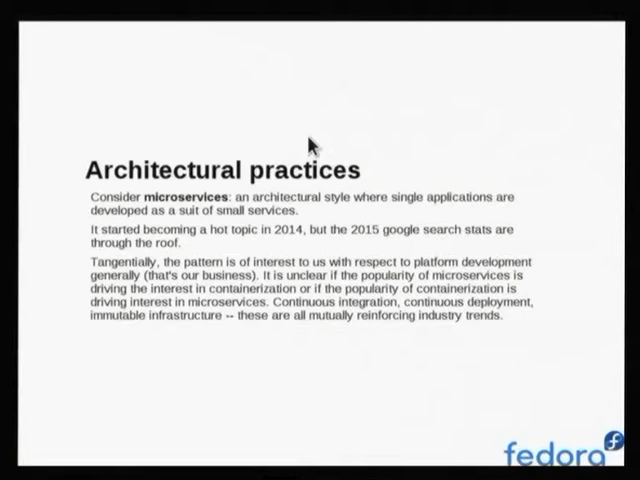 Architectural practices
Consider microservices: an architectural style where single applications are
developed as a suit of small services.
It started becoming a hot topic in 2014, but the 2015 google search stats are
through the roof.
Tangentially, the pattern is of interest to us with respect to platform development
generally (that's our business). It is unclear if the popularity of microservices is
driving the interest in containerization or if the popularity of containerization is
driving interest in microservices. Continuous integration, continuous deployment,
immutable infrastructure -- these are all mutually reinforcing industry trends.
fedora